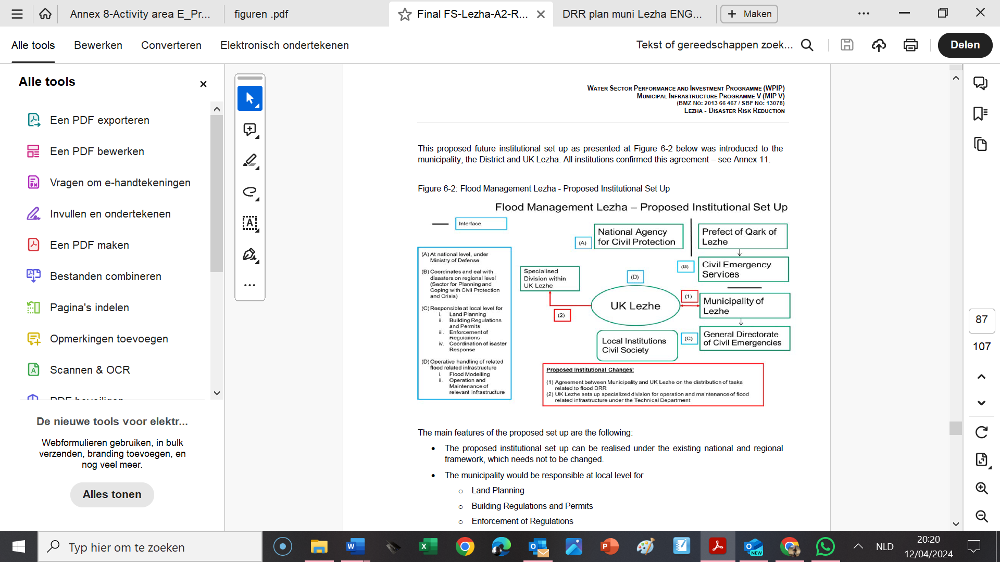 Annex 8-Activity area E_Pr...
figuren .pdf
Final FS-Lezha-A2-R...
DRR plan muni Lezha ENG...
Maken
Alle tools
Bewerken
Converteren
Elektronisch ondertekenen
Tekst of gereedschappen zoek...
Delen
Alle tools
Een PDF exporteren
Een PDF bewerken
Vragen om e-handtekeningen
Invullen en ondertekenen
Een PDF maken
Bestanden combineren
Pagina's indelen
Opmerkingen toevoegen
Scannen & OCR
PDF beveiligen
De nieuwe tools voor elektr...
Webformulieren gebruiken, in bulk
verzenden, branding toevoegen, en
nog veel meer.
Alles tonen
WATER SECTOR PERFORMANCE AND INVESTMENT PROGRAMME (WPIP)
MUNICIPAL INFRASTRUCTURE PROGRAMME V (MIP V)
(BMZ NO: 2013 66 467 / SBF NO: 13078)
LEZHA - DISASTER RISK REDUCTION
This proposed future institutional set up as presented at Figure 6-2 below was introduced to the
municipality, the District and UK Lezha. All institutions confirmed this agreement – see Annex 11.
Figure 6-2: Flood Management Lezha - Proposed Institutional Set Up
Flood Management Lezha – Proposed Institutional Set Up
Interface
(A) At national level, under
Ministry of Defense
(B) Coordinates and eal with
disasters on regional level
(Sector for Planning and
Coping with Civil Protection
and Crisis)
(C) Responsible at local level for
i. Land Planning
ii. Building Regulations
and Permits
iii. Enforcement of
Regulations
iv. Coordination of isaster
Response
(D) Operative handling of related
flood related infrastructure
i. Flood Modelling
ii. Operation and
Maintenance of
relevant infrastructure
National Agency
for Civil Protection
(A)
Prefect of Qark of
Lezhe
(B)
Civil Emergency
Services
Specialised
Division within
UK Lezhe
(D)
UK Lezhe
(1)
(2)
Municipality of
Lezhe
Local Institutions
Civil Society
(C)
General Directorate
of Civil Emergencies
Proposed Institutional Changes:
(1) Agreement between Municipality and UK Lezhe on the distribution of tasks
related to flood DRR
(2) UK Lezhe sets up specialized division for operation and maintenance of flood
related infrastructure under the Technical Department
The main features of the proposed set up are the following:
• The proposed institutional set up can be realised under the existing national and regional
framework, which needs not to be changed.
• The municipality would be responsible at local level for
o Land Planning
o Building Regulations and Permits
o Enforcement of Regulations
87
107
Typ hier om te zoeken
NEW
NLD
20:20
12/04/2024